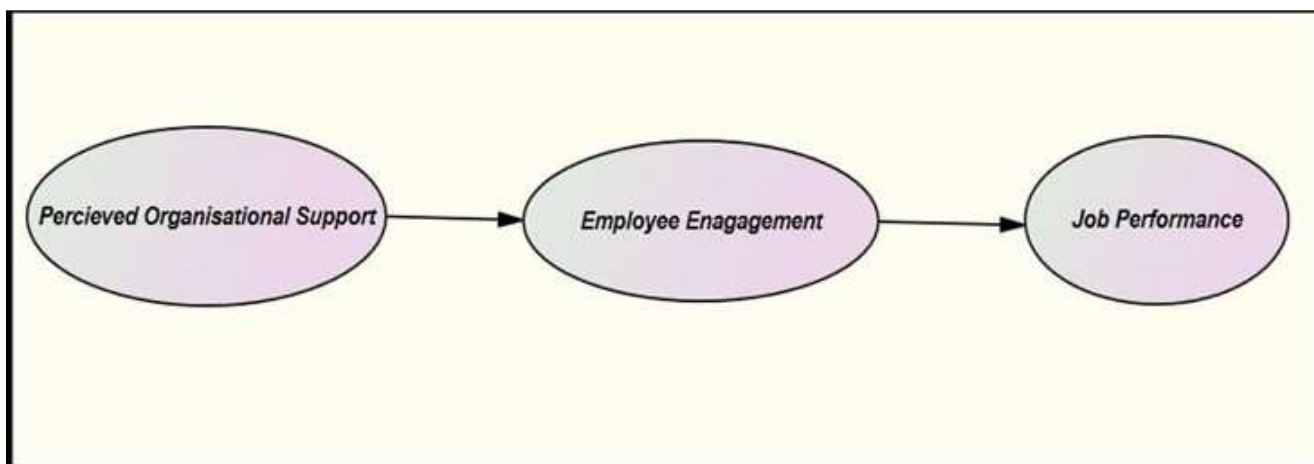 Percieved Organisational Support
Employee Enagagement
Job Performance